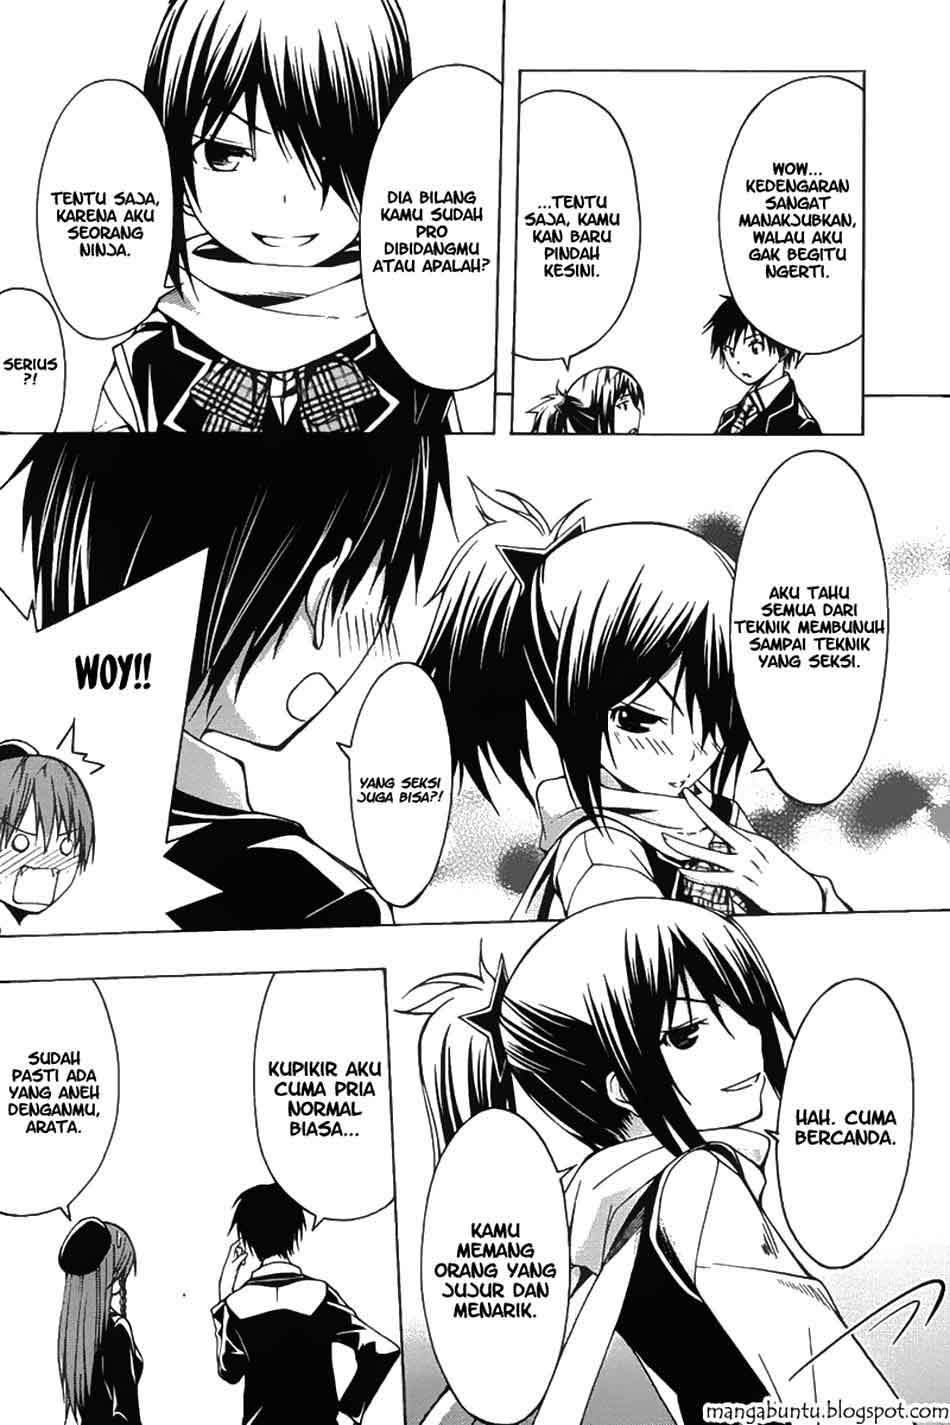 WOW...
KEDENGARAN
SANGAT
MANAKJUBKAN,
WALAU AKU
GAK BEGITU
NGERTI.
...TENTU
SAJA, KAMU
KAN BARU
PINDAH
KESINI.
DIA BILANG
KAMU SUDAH
PRO
DIBIDANGMU
ATAU APALAH?
TENTU SAJA,
KARENA AKU
SEORANG
NINJA.
SERIUS
?!
AKU TAHU
SEMUA DARI
TEKNIK MEMBUNUH
SAMPAI TEKNIK
YANG SEKSI.
YANG SEKSI
JUGA BISA?!
WOY!!
HAH. CUMA
BERCANDA.
KAMU
MEMANG
ORANG YANG
JUJUR DAN
MENARIK.
KUPIKIR AKU
CUMA PRIA
NORMAL
BIASA...
SUDAH
PASTI ADA
YANG ANEH
DENGANMU,
ARATA.
mangabuntu.blogspot.com